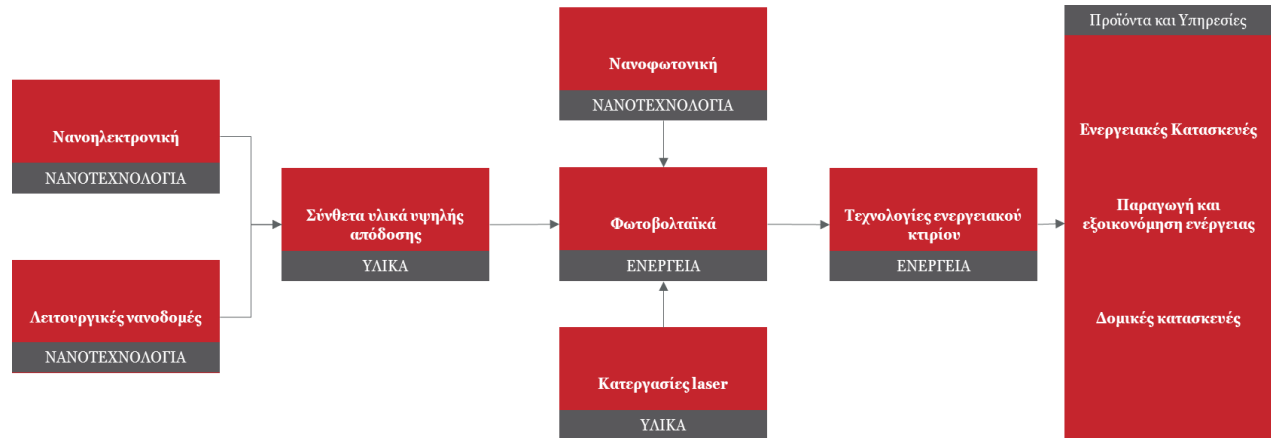 Νανοηλεκτρονική
ΝΑΝΟΤΕΧΝΟΛΟΓΙΑ
Λειτουργικές νανοδομές
ΝΑΝΟΤΕΧΝΟΛΟΓΙΑ
Σύνθετα υλικά υψηλής
απόδοσης
ΥΛΙΚΑ
Νανοφωτονική
ΝΑΝΟΤΕΧΝΟΛΟΓΙΑ
Φωτοβολταϊκά
ΕΝΕΡΓΕΙΑ
Κατεργασίες laser
ΥΛΙΚΑ
Τεχνολογίες ενεργειακού
κτιρίου
ΕΝΕΡΓΕΙΑ
Προϊόντα και Υπηρεσίες
Ενεργειακές Κατασκευές
Παραγωγή και
εξοικονόμηση ενέργειας
Δομικές κατασκευές